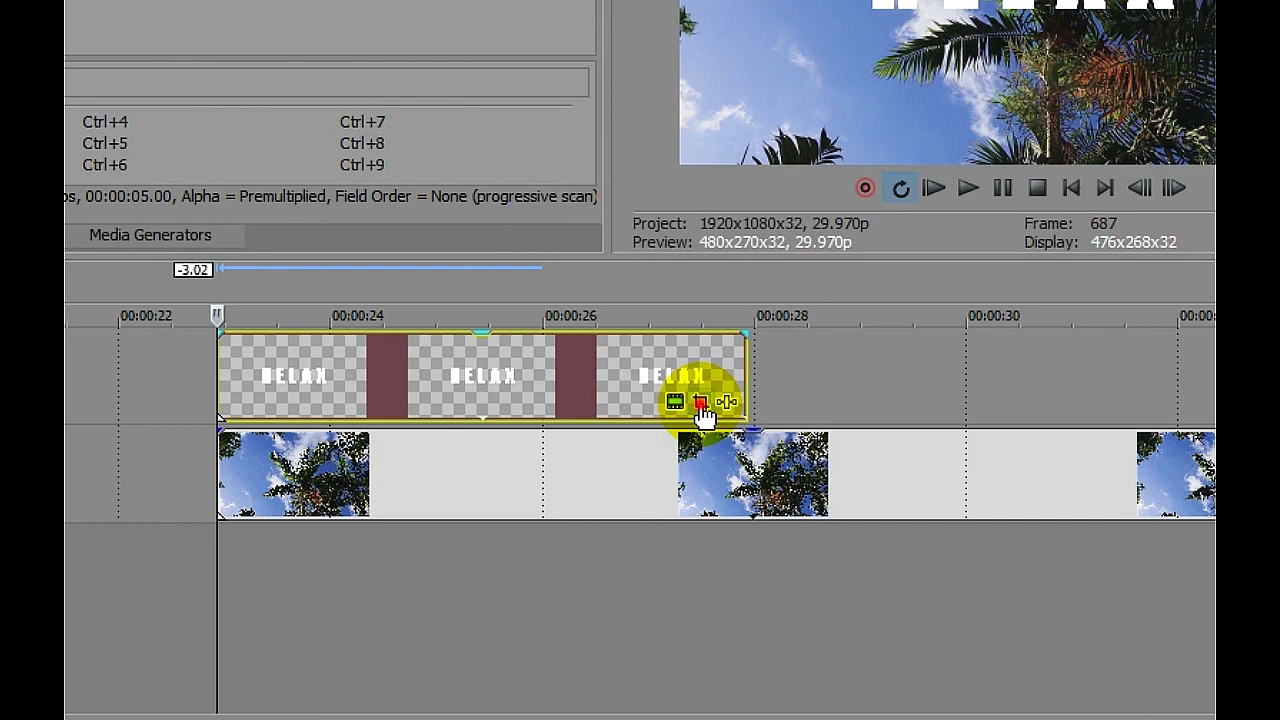 RELAX
Ctrl+4 Ctrl+7
Ctrl+5 Ctrl+8
Ctrl+6 Ctrl+9
00:00:05.00, Alpha = Premultiplied, Field Order = None (progressive scan)
Media Generators
Project: 1920x1080x32, 29.970p Frame: 687
Preview: 480x270x32, 29.970p Display: 476x268x32
-3.02
00:00:22 00:00:24 00:00:26 00:00:28 00:00:30 00:00:
RELAX RELAX RELAX